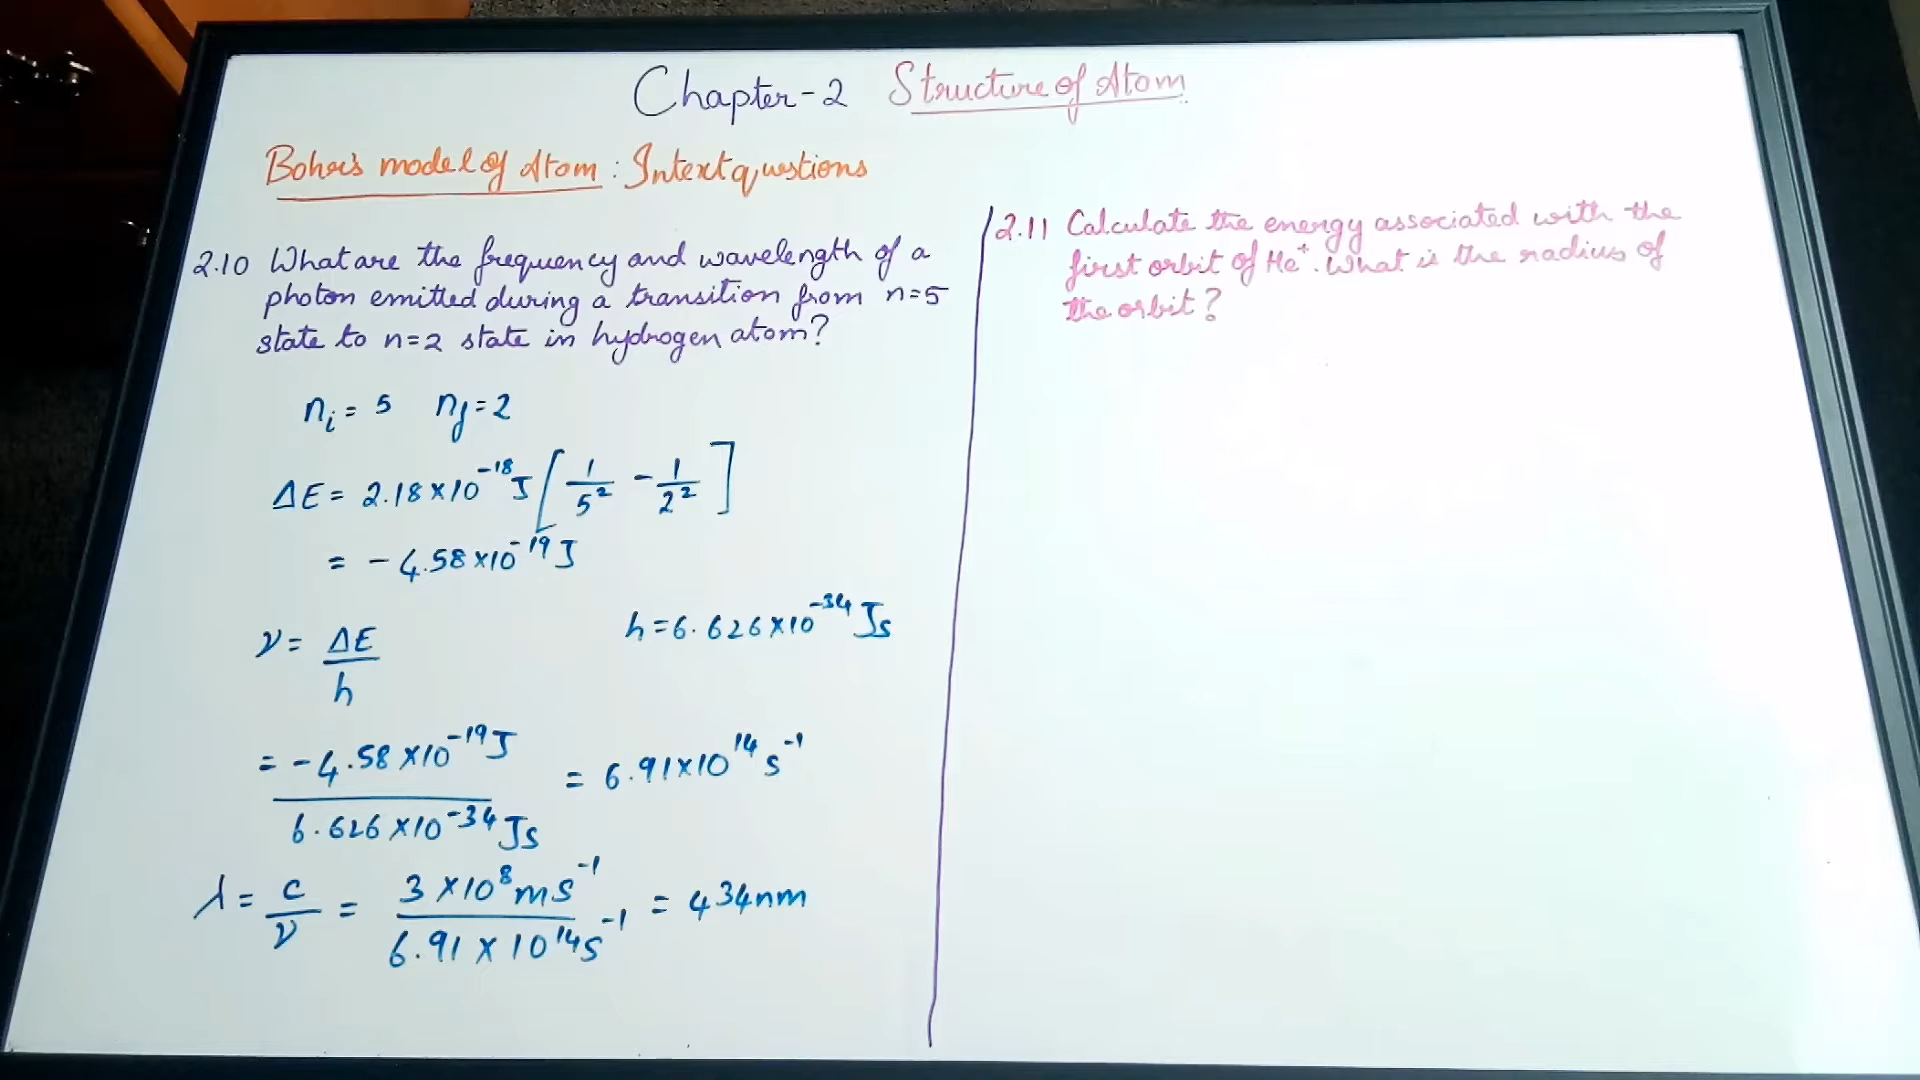 Chapter-2 Structure of Atom
Bohr's model of Atom : Intext questions
2.10 What are the frequency and wavelength of a
photon emitted during a transition from n=5
state to n=2 state in hydrogen atom?
nᵢ = 5 n_f = 2
ΔE = 2.18×10⁻¹⁸ J [1/5² - 1/2²]
= -4.58×10⁻¹⁹ J
ν = ΔE/h h = 6.626×10⁻³⁴ Js
= -4.58×10⁻¹⁹ J / 6.626×10⁻³⁴ Js = 6.91×10¹⁴ s⁻¹
λ = c/ν = 3×10⁸ ms⁻¹ / 6.91×10¹⁴ s⁻¹ = 434nm
2.11 Calculate the energy associated with the
first orbit of He⁺. What is the radius of
the orbit?